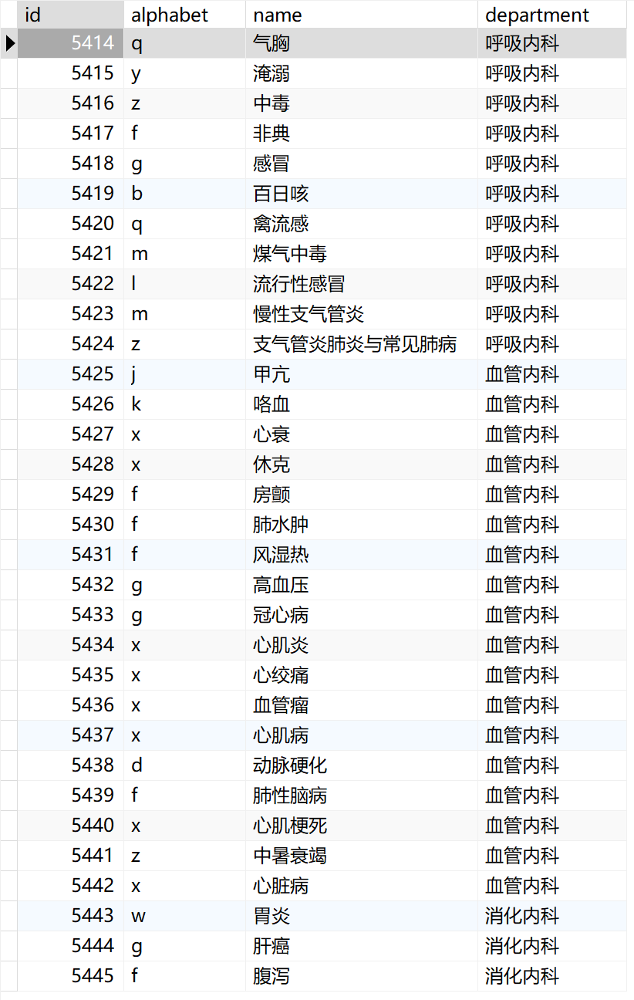 id alphabet name department
5414 q 气胸 呼吸内科
5415 y 淹溺 呼吸内科
5416 z 中毒 呼吸内科
5417 f 非典 呼吸内科
5418 g 感冒 呼吸内科
5419 b 百日咳 呼吸内科
5420 q 禽流感 呼吸内科
5421 m 煤气中毒 呼吸内科
5422 l 流行性感冒 呼吸内科
5423 m 慢性支气管炎 呼吸内科
5424 z 支气管炎肺炎与常见肺病 呼吸内科
5425 j 甲亢 血管内科
5426 k 咯血 血管内科
5427 x 心衰 血管内科
5428 x 休克 血管内科
5429 f 房颤 血管内科
5430 f 肺水肿 血管内科
5431 f 风湿热 血管内科
5432 g 高血压 血管内科
5433 g 冠心病 血管内科
5434 x 心肌炎 血管内科
5435 x 心绞痛 血管内科
5436 x 血管瘤 血管内科
5437 x 心肌病 血管内科
5438 d 动脉硬化 血管内科
5439 f 肺性脑病 血管内科
5440 x 心肌梗死 血管内科
5441 z 中暑衰竭 血管内科
5442 x 心脏病 血管内科
5443 w 胃炎 消化内科
5444 g 肝癌 消化内科
5445 f 腹泻 消化内科